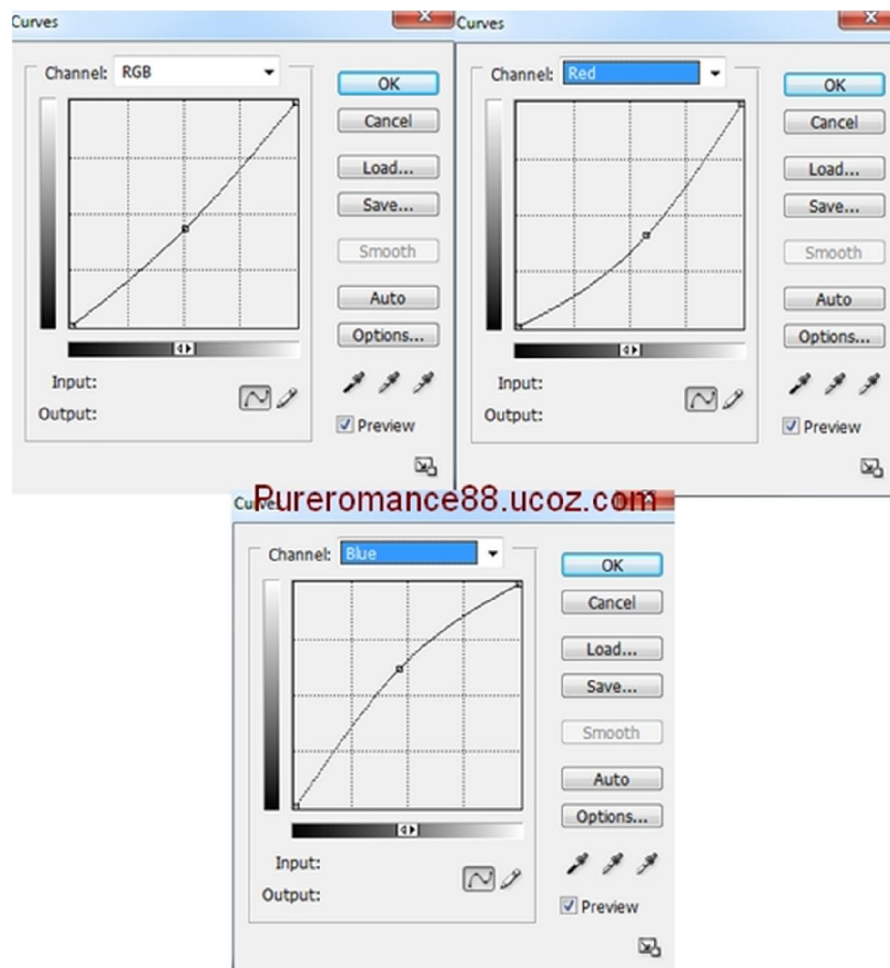 Curves
Channel: RGB
OK
Cancel
Load...
Save...
Smooth
Auto
Options...
Input:
Output:
Preview
Curves
Channel: Red
OK
Cancel
Load...
Save...
Smooth
Auto
Options...
Input:
Output:
Preview
Pureromance88.ucoz.com
Channel: Blue
OK
Cancel
Load...
Save...
Smooth
Auto
Options...
Input:
Output:
Preview